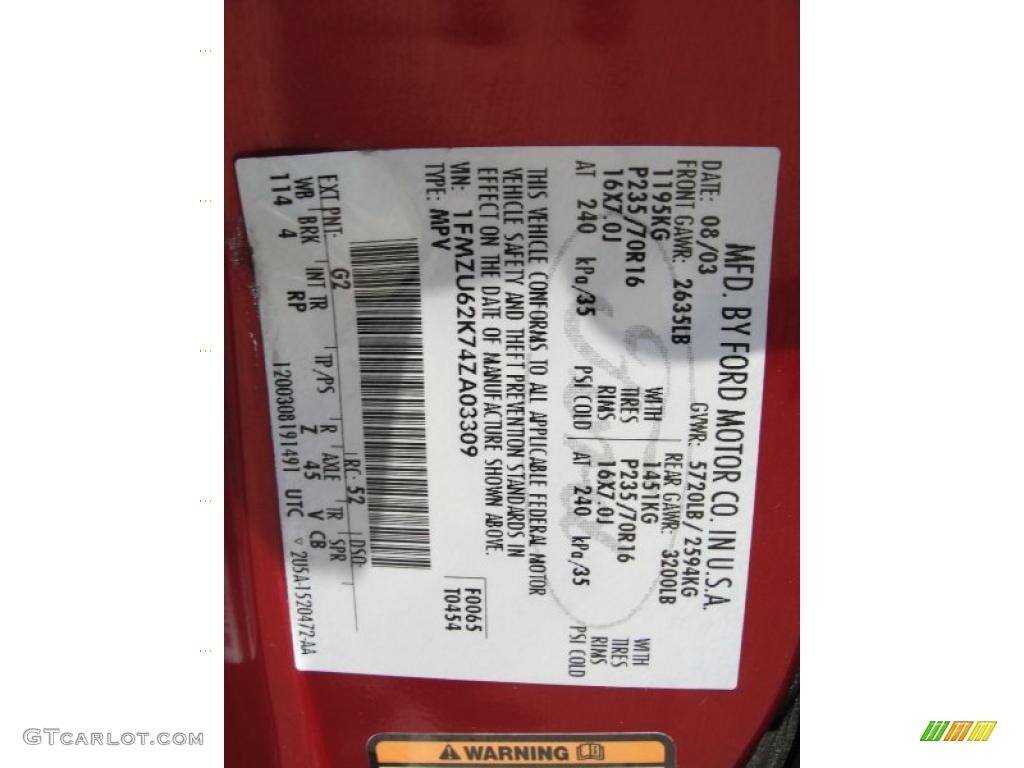 MFD. BY FORD MOTOR CO. IN U.S.A.
DATE: 08/03 GVWR: 5720LB/2594KG
FRONT GAWR: 2635LB REAR GAWR: 3200LB
1195KG WITH 1451KG WITH
P235/70R16 TIRES P235/70R16 TIRES
16X7.0J RIMS 16X7.0J RIMS
AT 240 kPa/35 PSI COLD AT 240 kPa/35 PSI COLD
THIS VEHICLE CONFORMS TO ALL APPLICABLE FEDERAL MOTOR
VEHICLE SAFETY AND THEFT PREVENTION STANDARDS IN
EFFECT ON THE DATE OF MANUFACTURE SHOWN ABOVE.
VIN: 1FMZU62K74ZA03309 F0065
TYPE: MPV T0454
EXT PNT: G2 RC: 52 DSO:
WB BRK INT TR TP/PS R AXLE TR SPR
114 4 RP Z 45 V CB
1200308191491 UTC ▽ 2U5A-1520472-AA
WARNING
GTCarLot.com